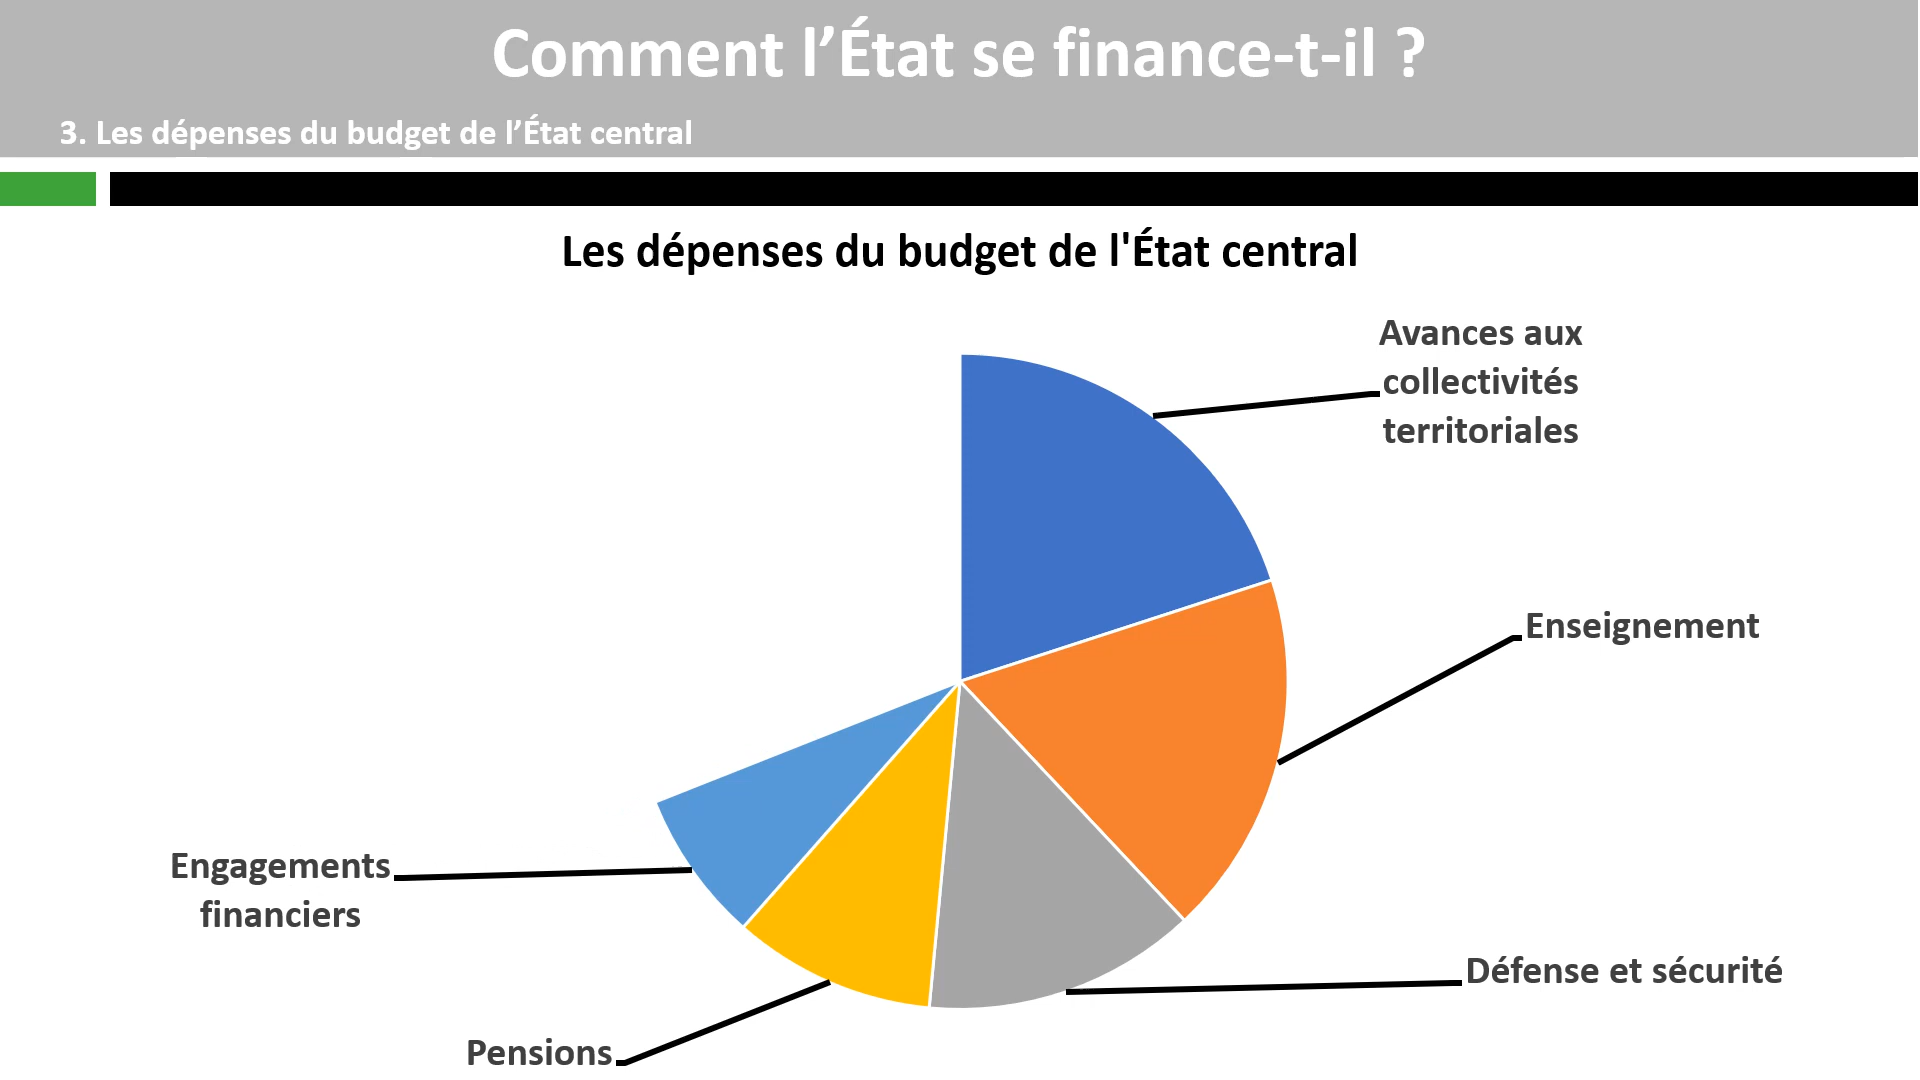 Comment l’État se finance-t-il ?
3. Les dépenses du budget de l’État central
Les dépenses du budget de l'État central
Avances aux
collectivités
territoriales
Enseignement
Engagements
financiers
Défense et sécurité
Pensions